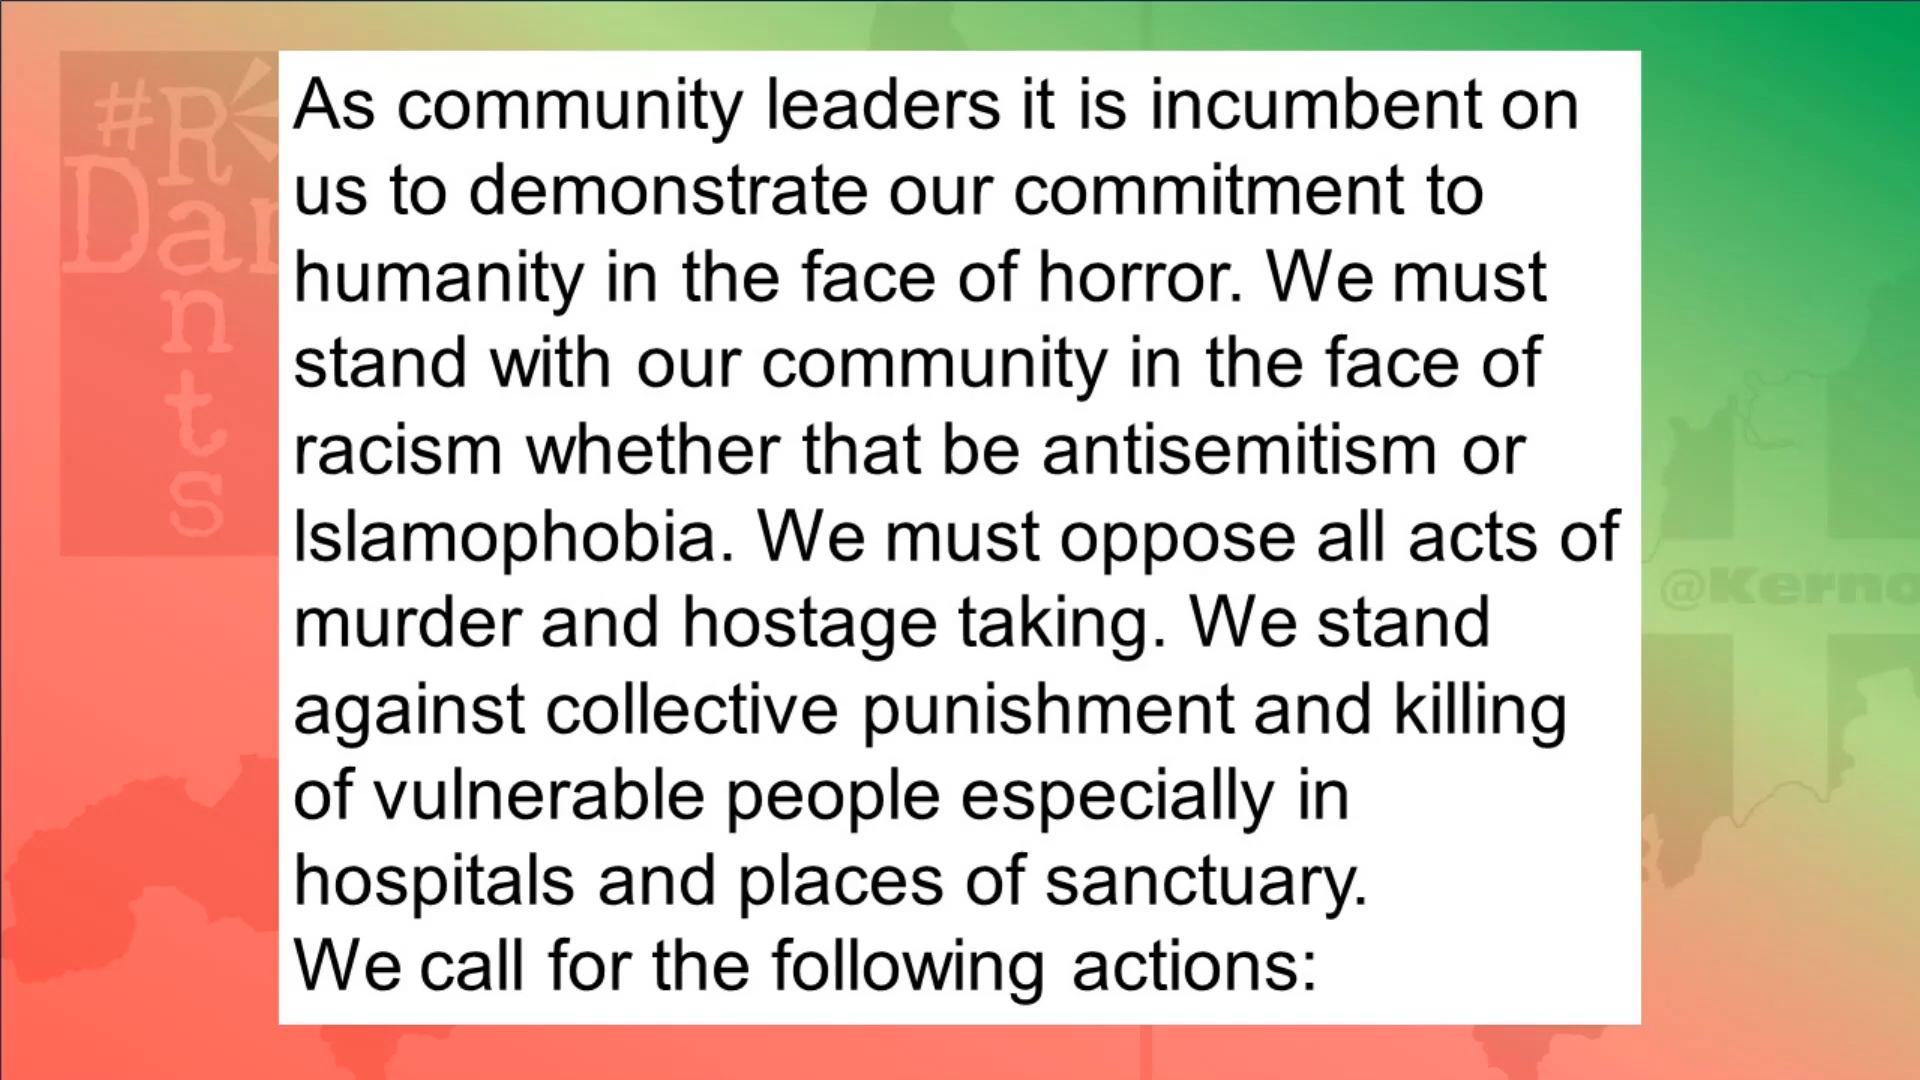 #R
Dan
n
t
s
As community leaders it is incumbent on
us to demonstrate our commitment to
humanity in the face of horror. We must
stand with our community in the face of
racism whether that be antisemitism or
Islamophobia. We must oppose all acts of
murder and hostage taking. We stand
against collective punishment and killing
of vulnerable people especially in
hospitals and places of sanctuary.
We call for the following actions:
@Kerno